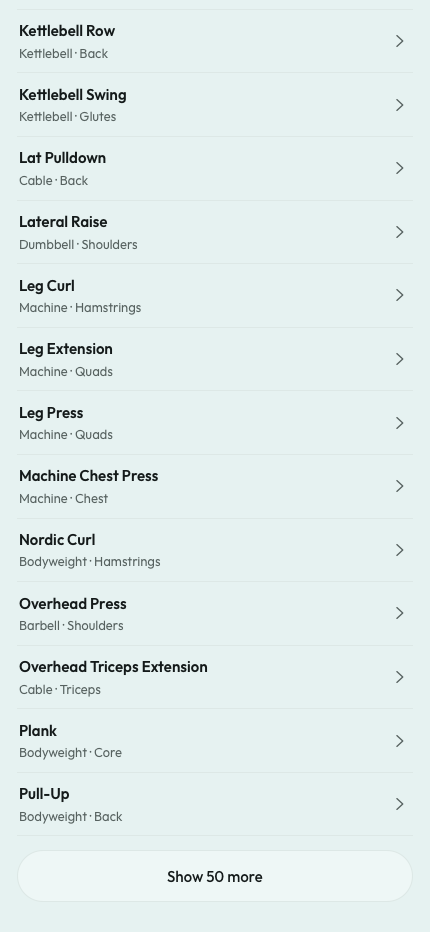 Kettlebell Row
Kettlebell · Back
Kettlebell Swing
Kettlebell · Glutes
Lat Pulldown
Cable · Back
Lateral Raise
Dumbbell · Shoulders
Leg Curl
Machine · Hamstrings
Leg Extension
Machine · Quads
Leg Press
Machine · Quads
Machine Chest Press
Machine · Chest
Nordic Curl
Bodyweight · Hamstrings
Overhead Press
Barbell · Shoulders
Overhead Triceps Extension
Cable · Triceps
Plank
Bodyweight · Core
Pull-Up
Bodyweight · Back
Show 50 more